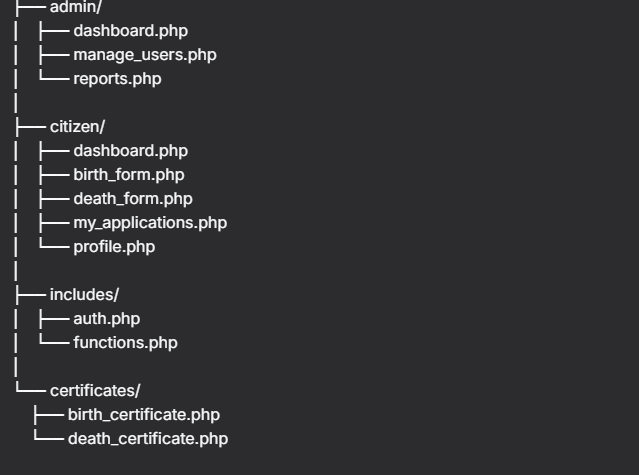 ├── admin/
│   ├── dashboard.php
│   ├── manage_users.php
│   └── reports.php
│
├── citizen/
│   ├── dashboard.php
│   ├── birth_form.php
│   ├── death_form.php
│   ├── my_applications.php
│   └── profile.php
│
├── includes/
│   ├── auth.php
│   └── functions.php
│
└── certificates/
    ├── birth_certificate.php
    └── death_certificate.php